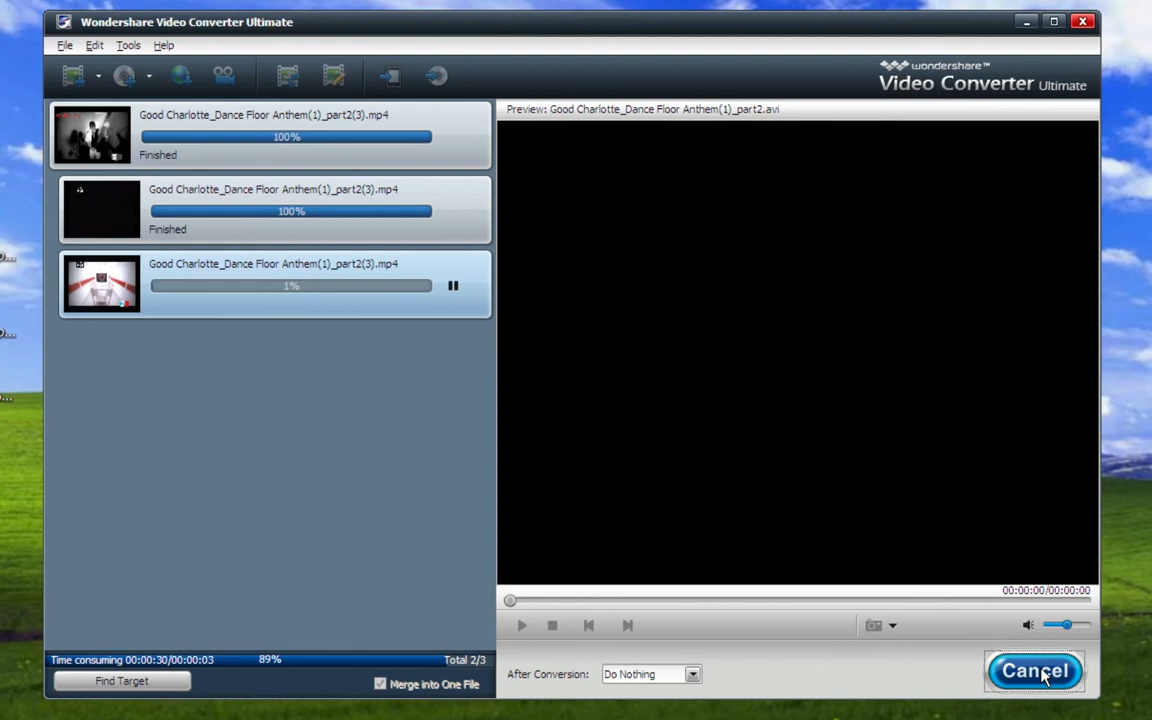 Wondershare Video Converter Ultimate
File Edit Tools Help
wondershare™
Video Converter Ultimate
Good Charlotte_Dance Floor Anthem(1)_part2(3).mp4
100%
Finished
Good Charlotte_Dance Floor Anthem(1)_part2(3).mp4
100%
Finished
Good Charlotte_Dance Floor Anthem(1)_part2(3).mp4
1%
Time consuming 00:00:30/00:00:03 89% Total 2/3
Find Target Merge into One File
Preview: Good Charlotte_Dance Floor Anthem(1)_part2.avi
00:00:00/00:00:00
After Conversion: Do Nothing
Cancel